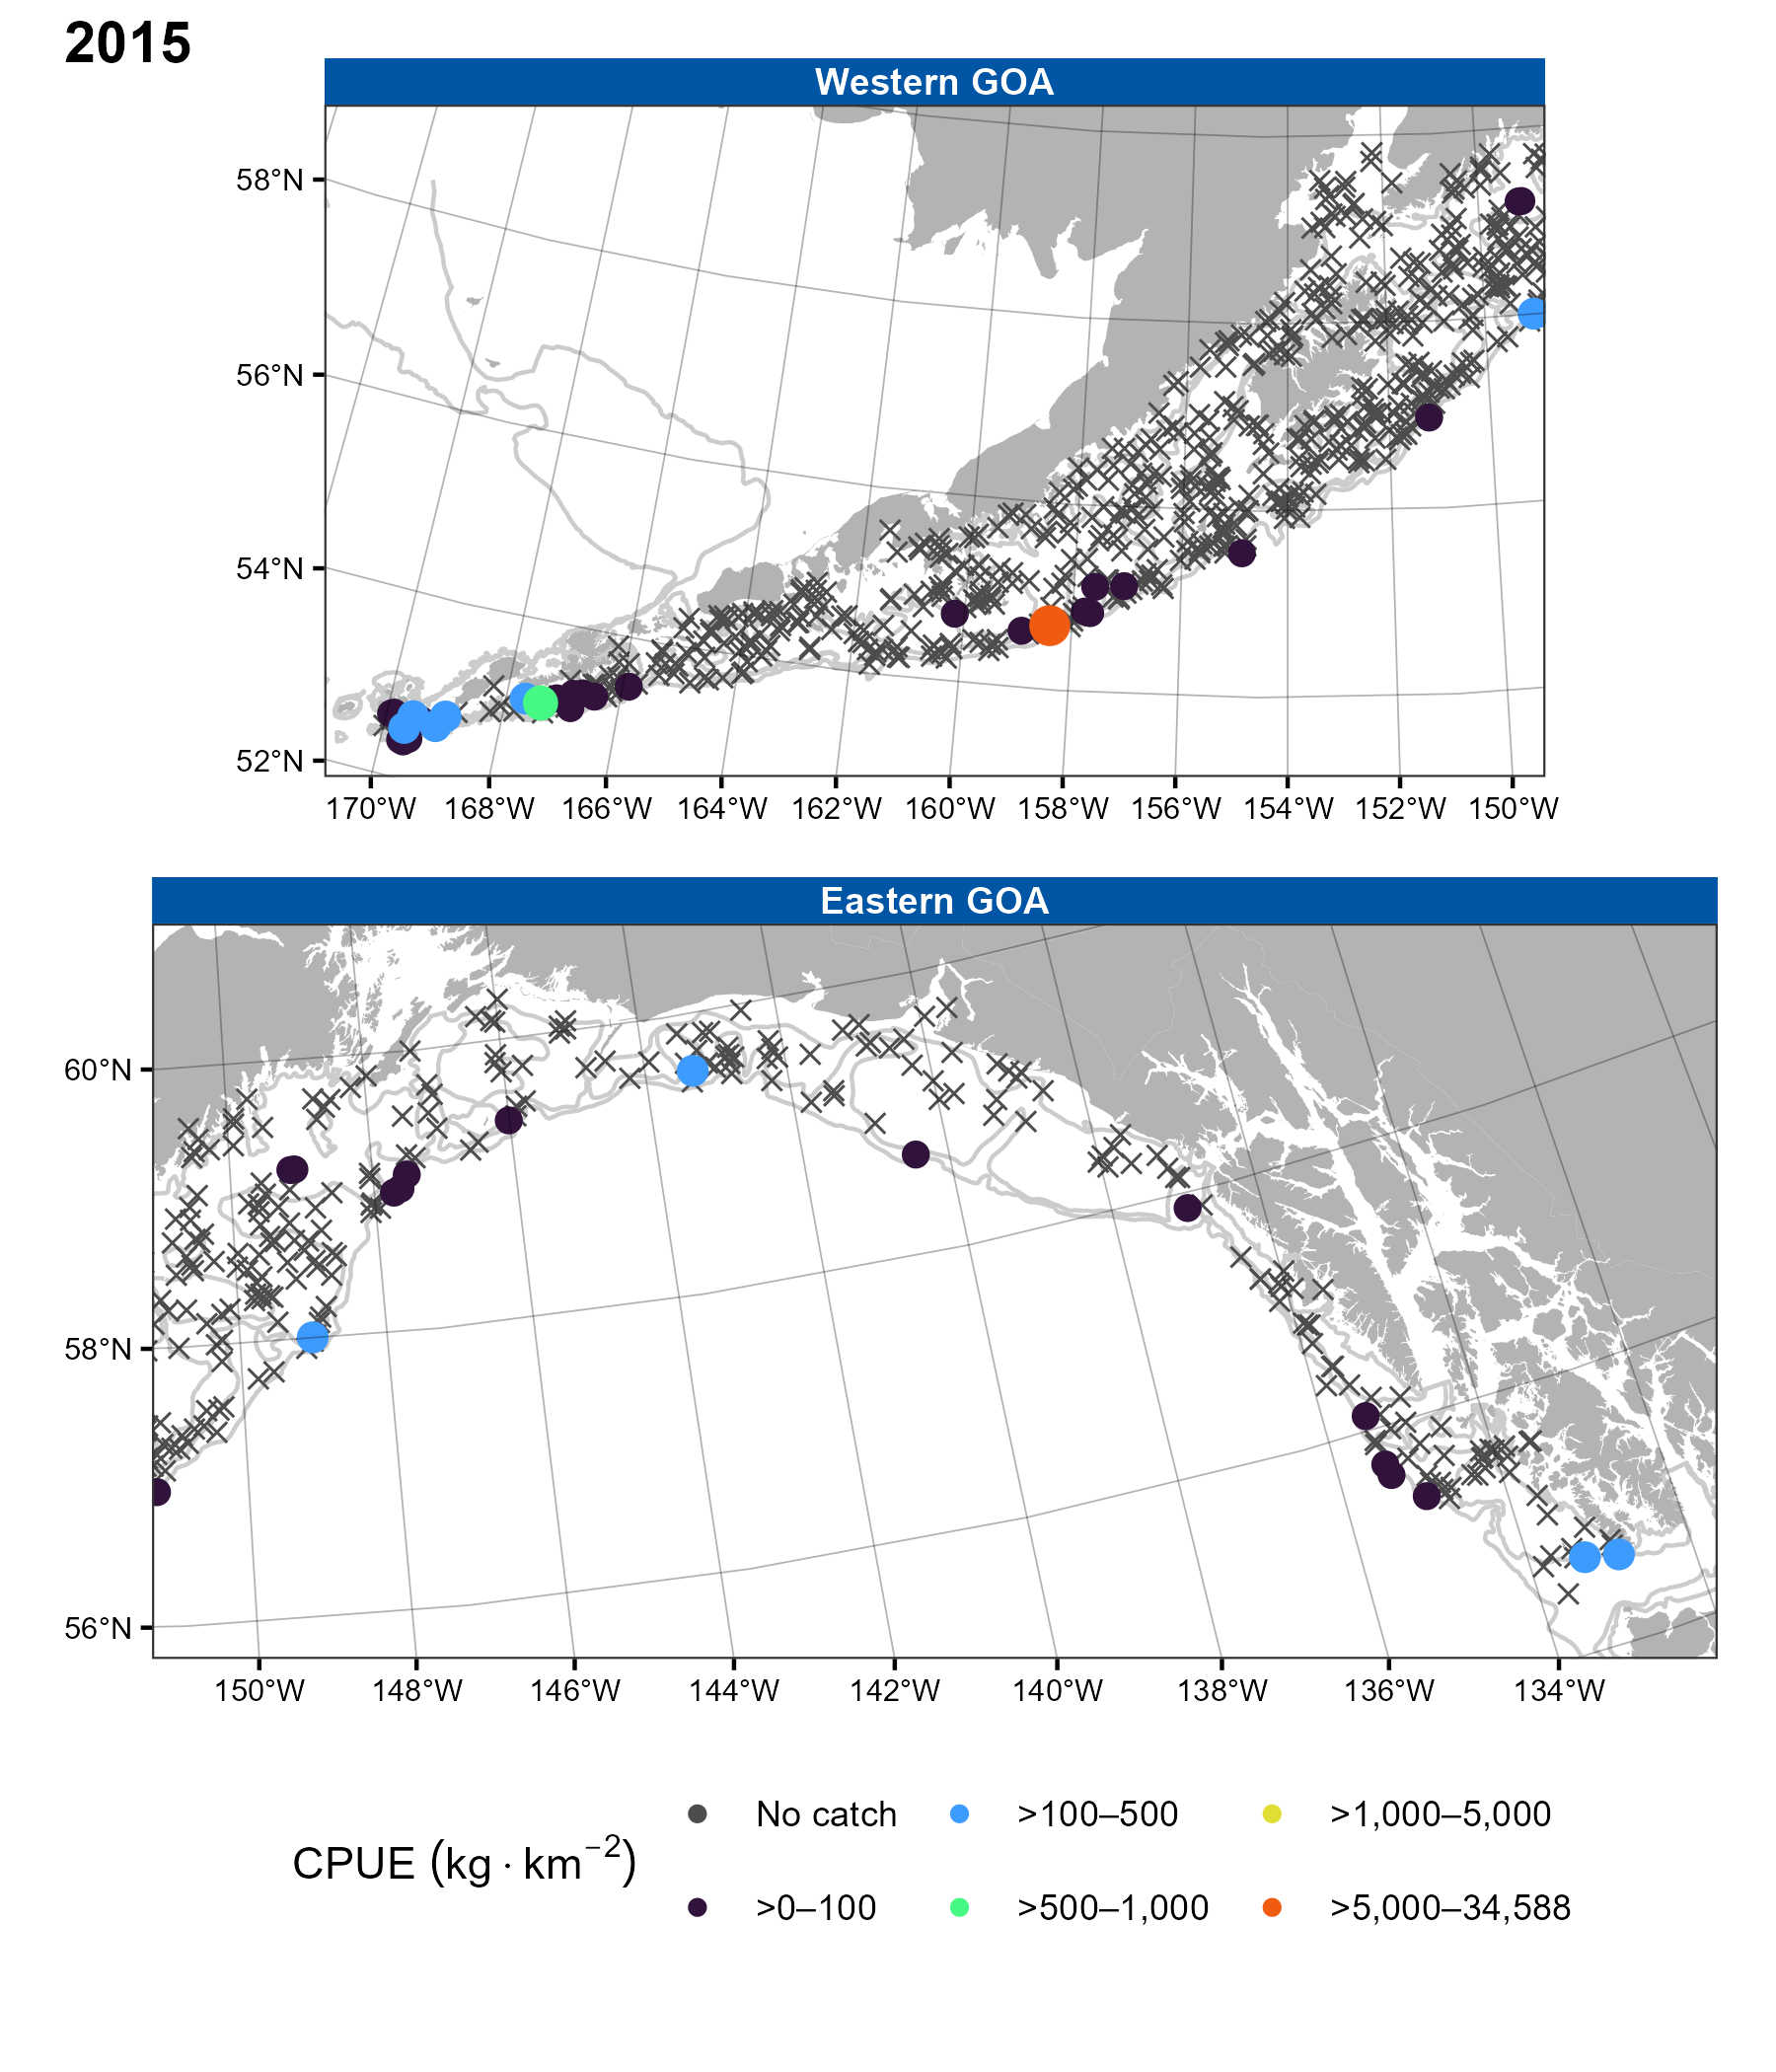 2015
Western GOA
58°N
56°N
54°N
52°N
170°W 168°W 166°W 164°W 162°W 160°W 158°W 156°W 154°W 152°W 150°W
Eastern GOA
60°N
58°N
56°N
150°W 148°W 146°W 144°W 142°W 140°W 138°W 136°W 134°W
CPUE (kg · km⁻²)
No catch >100–500 >1,000–5,000
>0–100 >500–1,000 >5,000–34,588